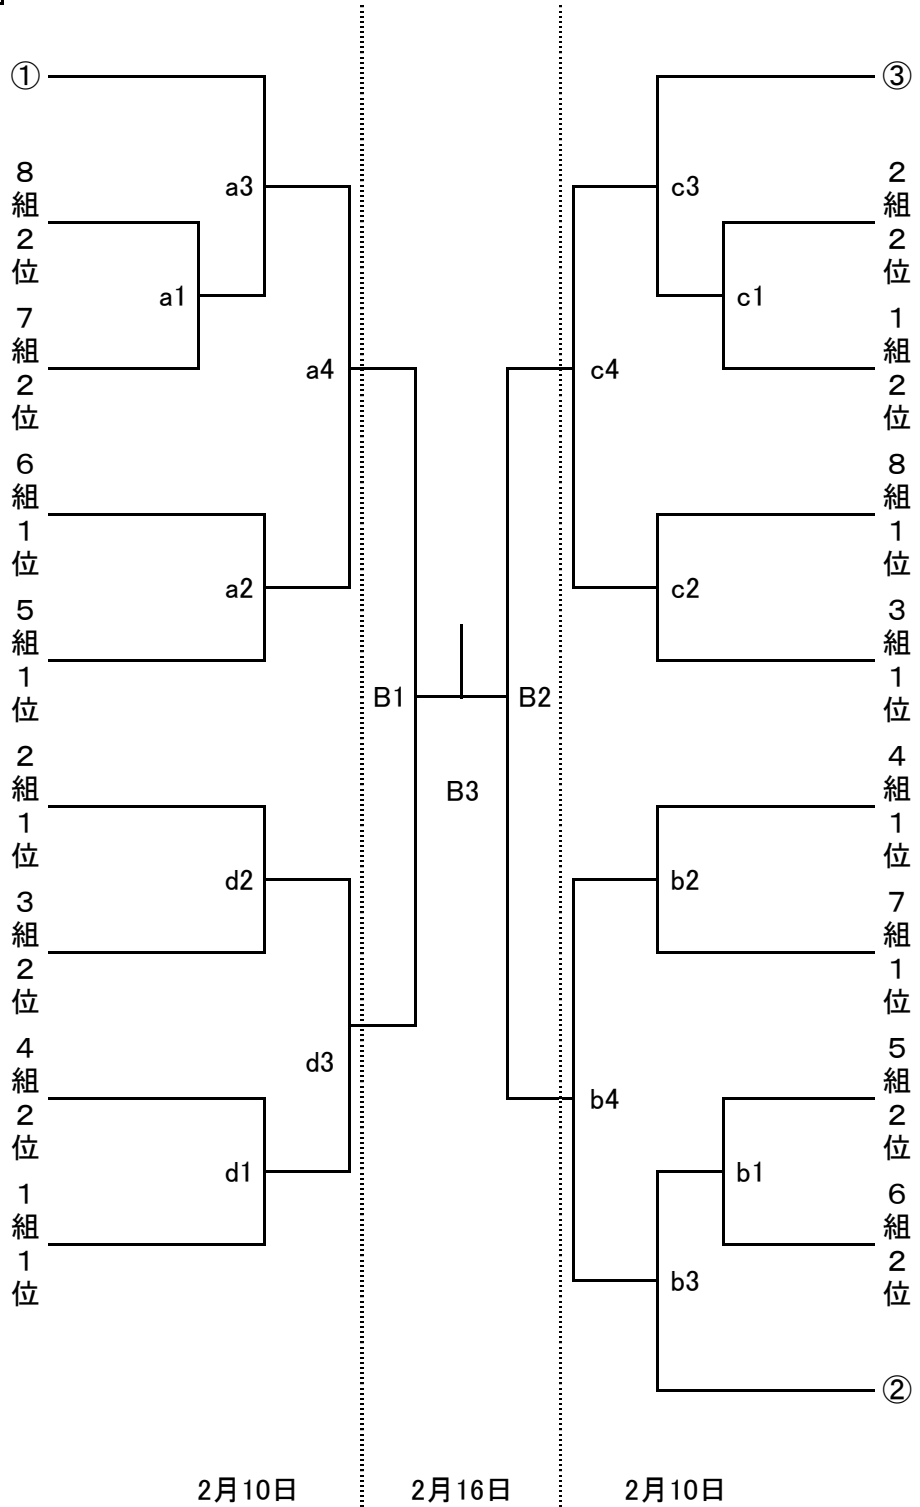 ①
8組2位
7組2位
6組1位
5組1位
2組1位
3組2位
4組2位
1組1位
a3
a1
a4
a2
d2
d3
d1
B1
B3
B2
c3
c1
c4
c2
b2
b4
b1
b3
③
2組2位
1組2位
8組1位
3組1位
4組1位
7組1位
5組2位
6組2位
②
2月10日
2月16日
2月10日